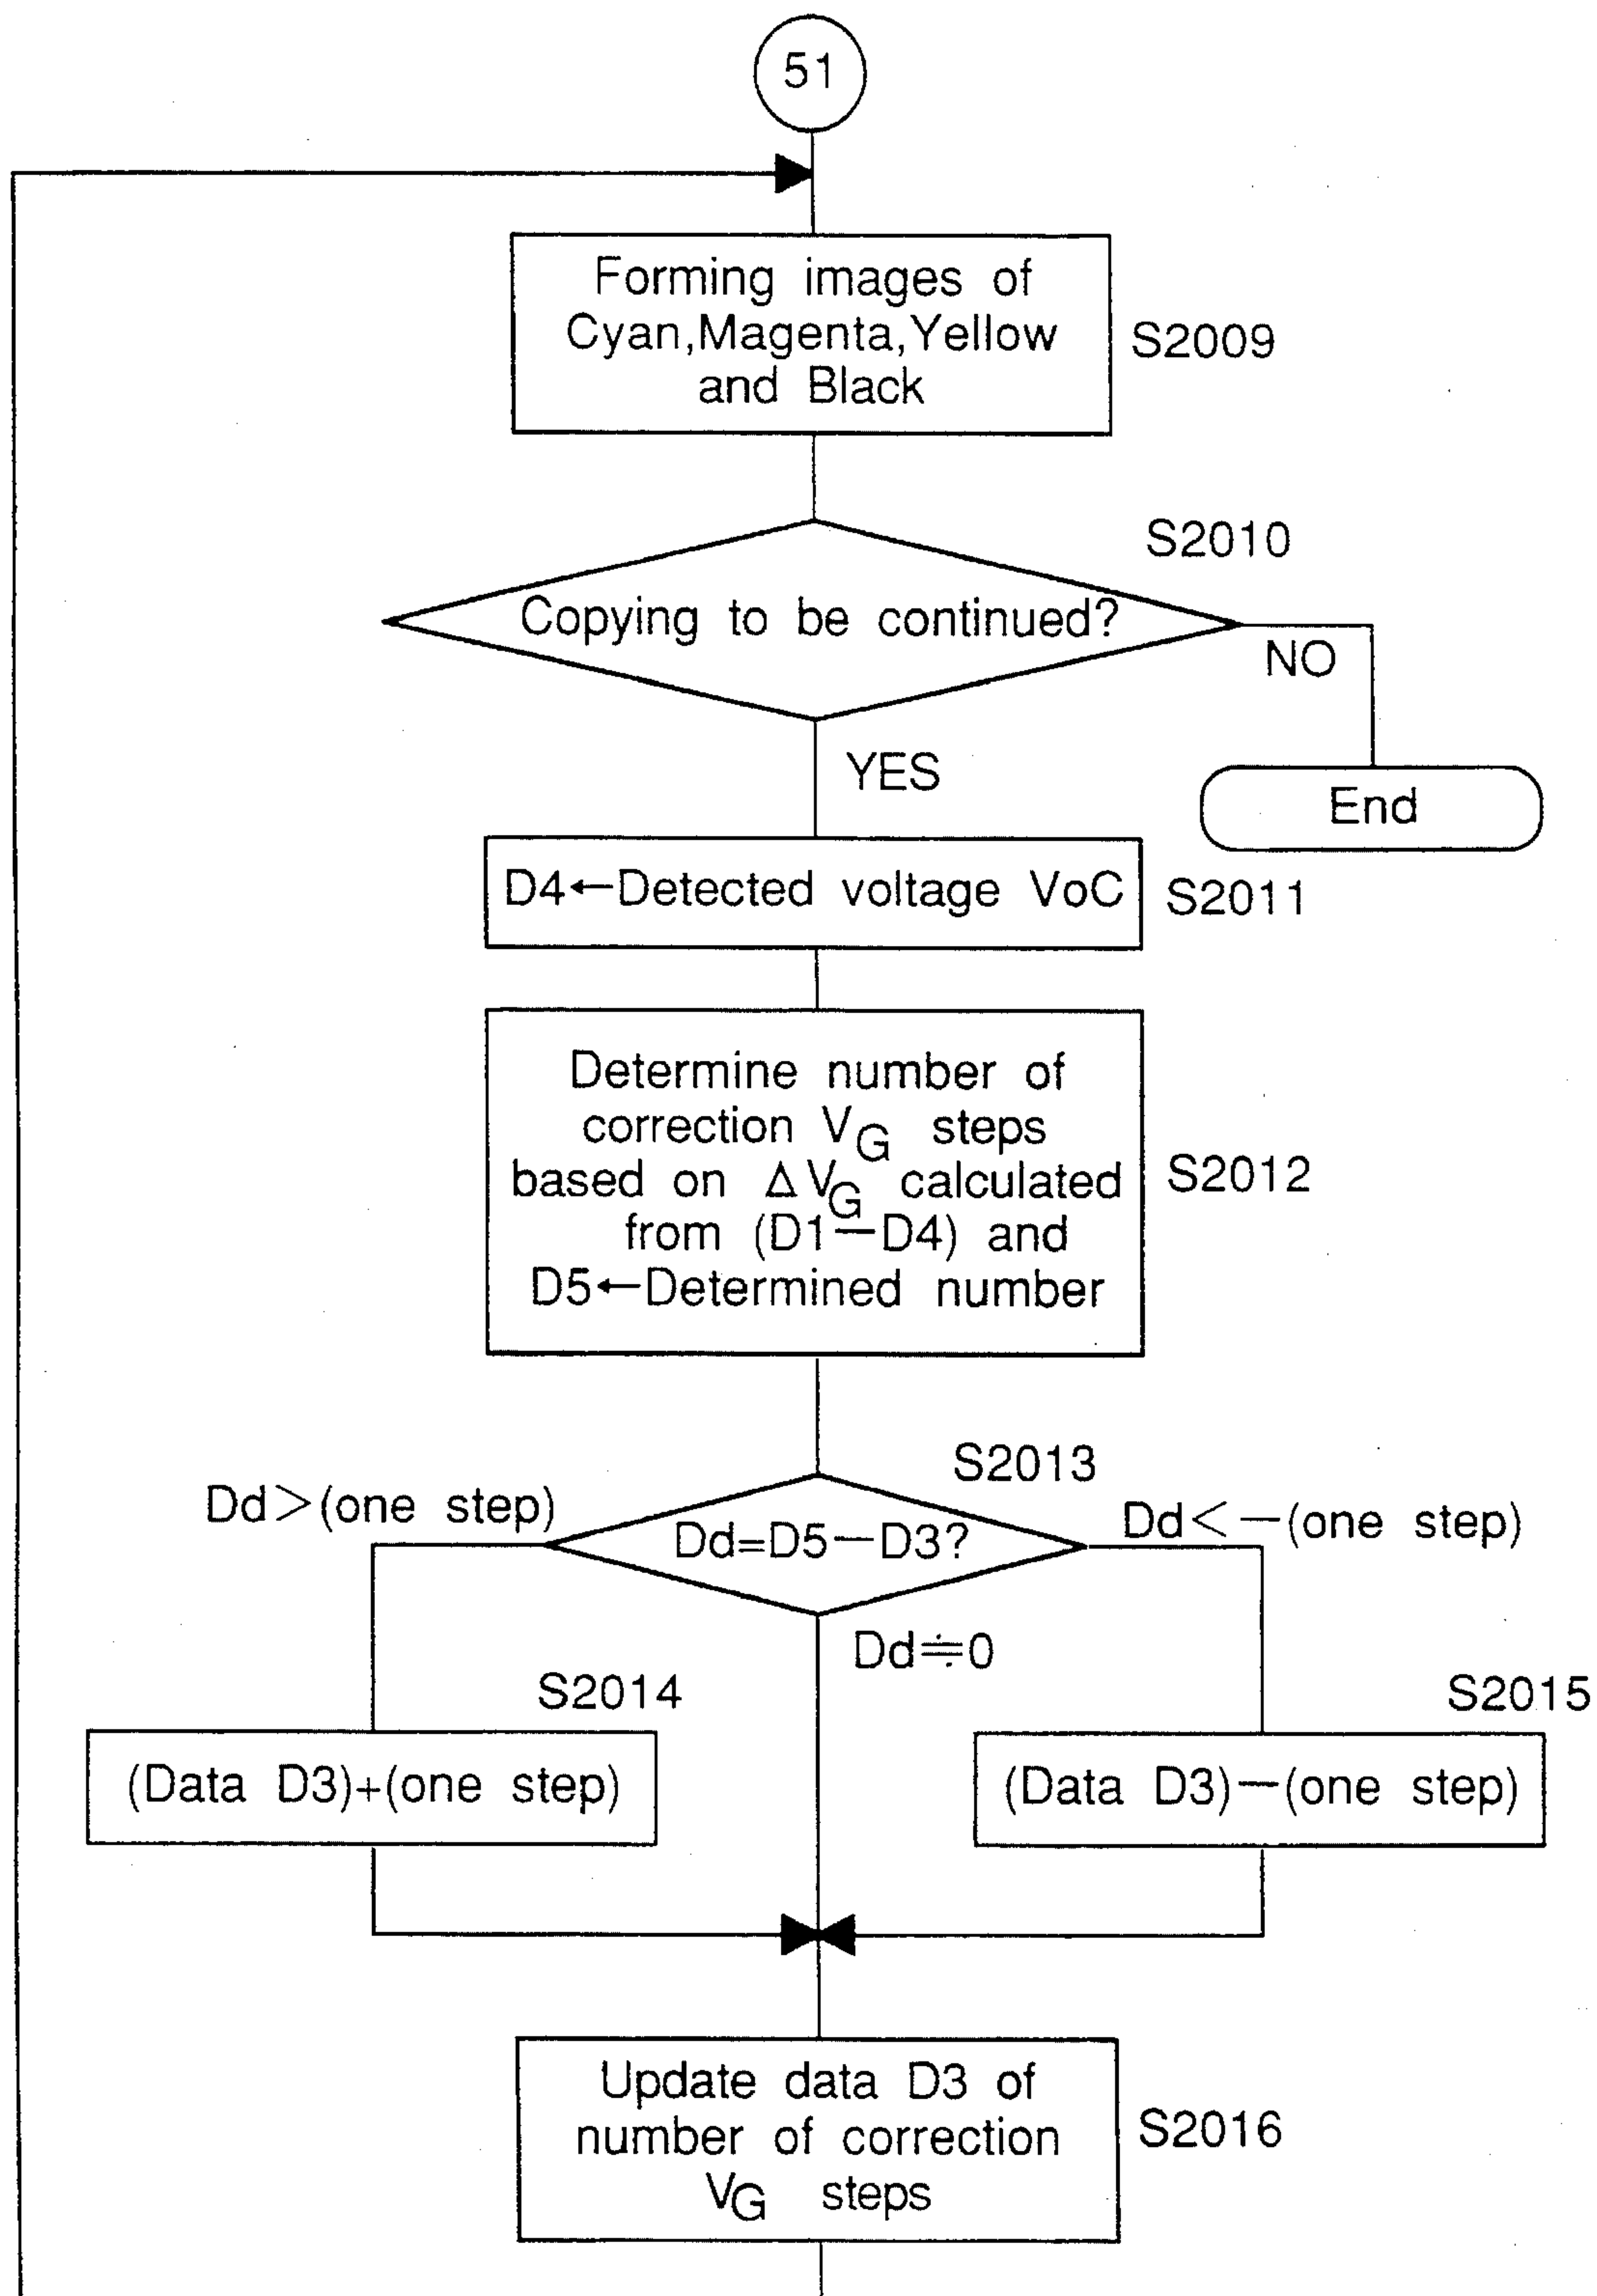 51
Forming images of
Cyan,Magenta,Yellow
and Black
S2009
S2010
Copying to be continued?
NO
YES
End
D4←Detected voltage VoC
S2011
Determine number of
correction VG steps
based on ΔVG calculated
from (D1−D4) and
D5←Determined number
S2012
S2013
Dd>(one step)
Dd=D5−D3?
Dd<−(one step)
Dd≒0
S2014
S2015
(Data D3)+(one step)
(Data D3)−(one step)
Update data D3 of
number of correction
VG steps
S2016